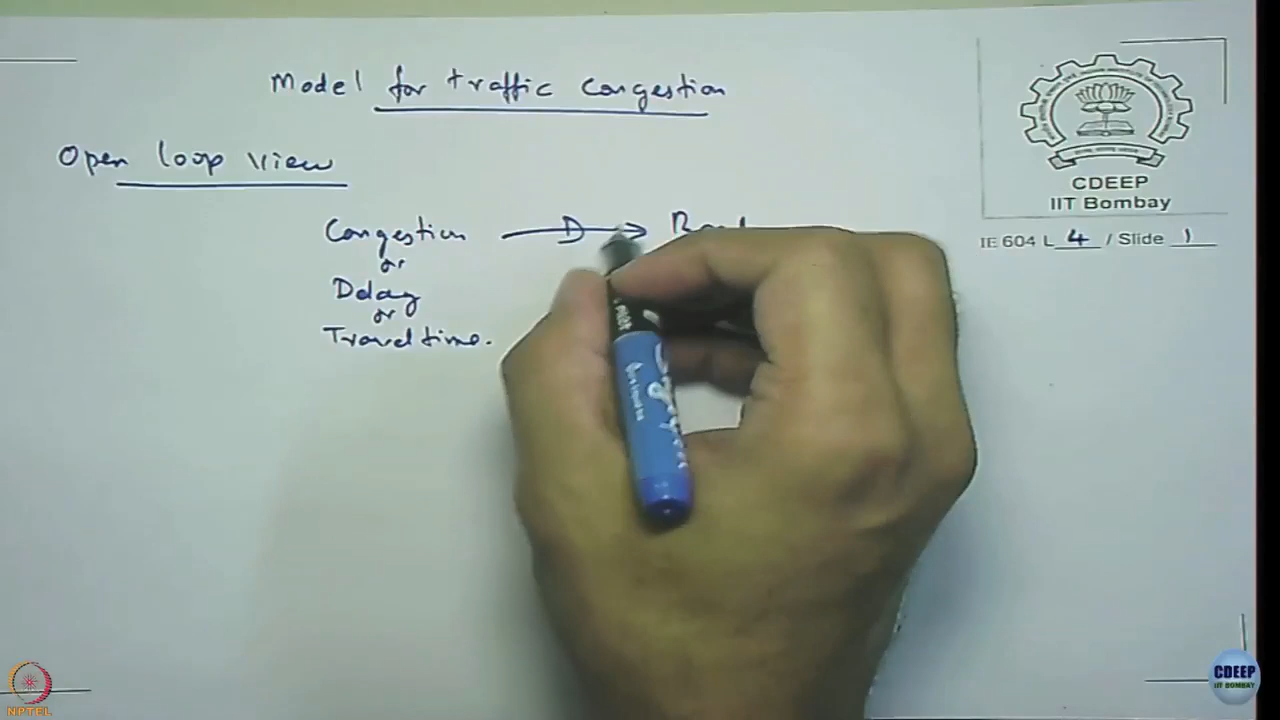 Model for traffic Congestion
Open loop View
Congestion D
or
Delay
or
Travel time.
CDEEP
IIT Bombay
IE 604 L 4 / Slide 1
NPTEL
CDEEP
IIT BOMBAY